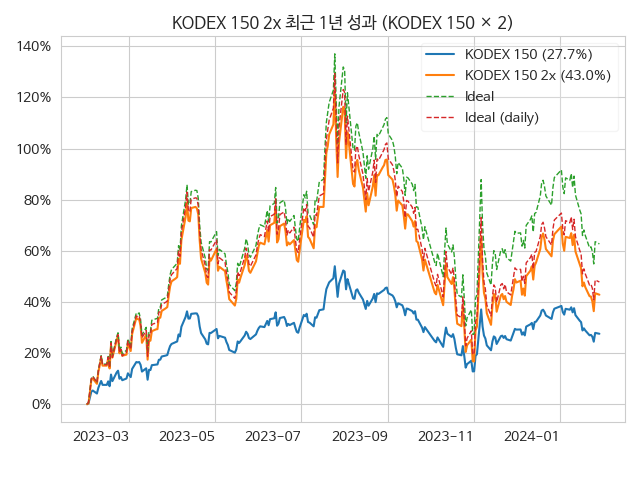 KODEX 150 2x 최근 1년 성과 (KODEX 150 × 2)
140%
120%
100%
80%
60%
40%
20%
0%
KODEX 150 (27.7%)
KODEX 150 2x (43.0%)
Ideal
Ideal (daily)
2023-03
2023-05
2023-07
2023-09
2023-11
2024-01